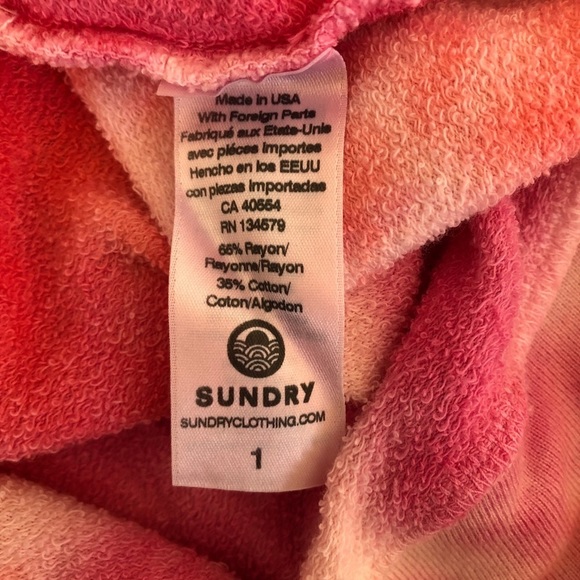 Made in USA
With Foreign Parts
Fabriqué aux Etats-Unis
avec piéces Importes
Hencho en los EEUU
con piezas Importadas
CA 40554
RN 134579
65% Rayon/
Rayonne/Rayon
35% Cotton/
Coton/Algodon
SUNDRY
SUNDRYCLOTHING.COM
1